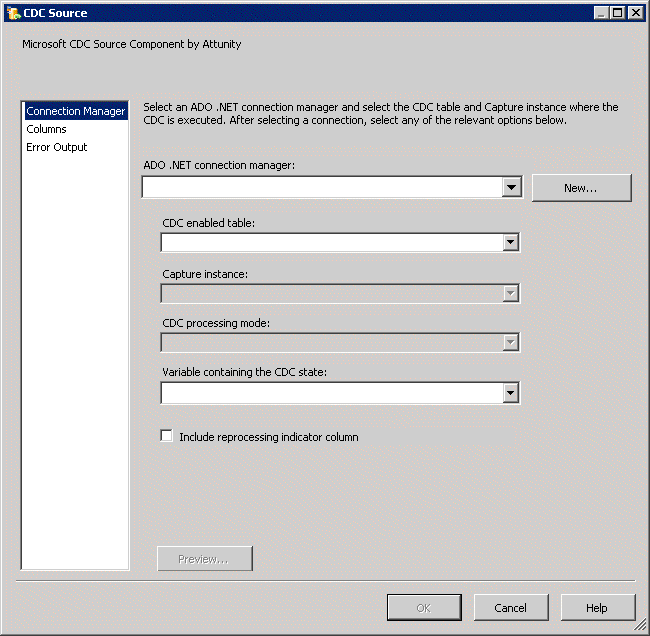 CDC Source
Microsoft CDC Source Component by Attunity
Connection Manager
Columns
Error Output
Select an ADO .NET connection manager and select the CDC table and Capture instance where the
CDC is executed. After selecting a connection, select any of the relevant options below.
ADO .NET connection manager:
New...
CDC enabled table:
Capture instance:
CDC processing mode:
Variable containing the CDC state:
Include reprocessing indicator column
Preview...
OK
Cancel
Help